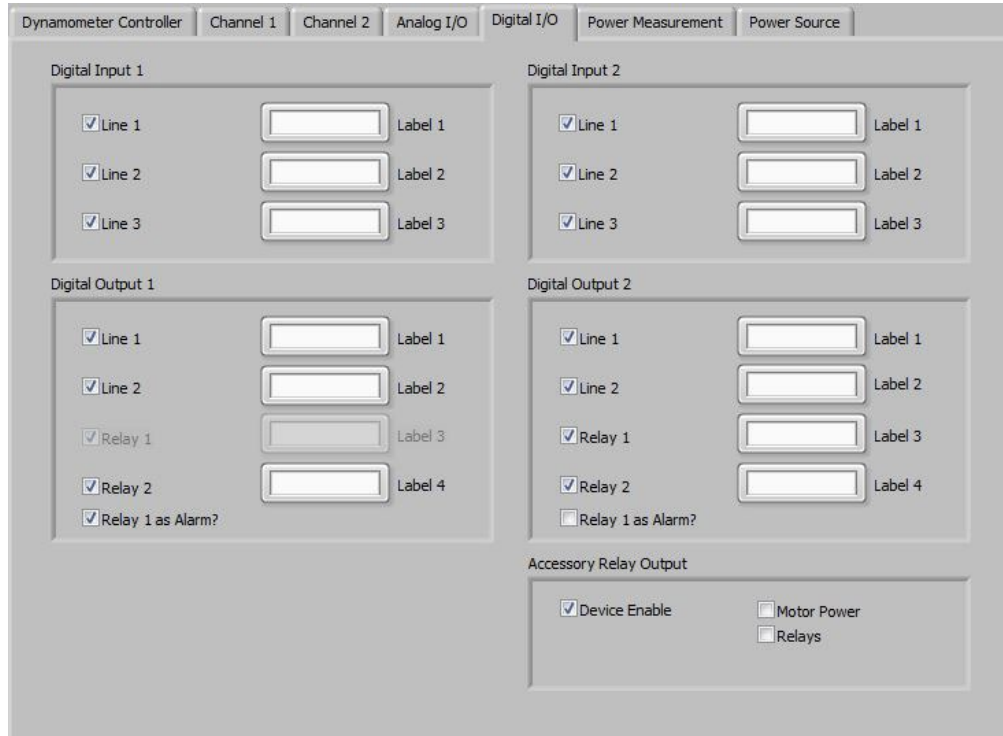 Dynamometer Controller Channel 1 Channel 2 Analog I/O Digital I/O Power Measurement Power Source
Digital Input 1
Line 1 Label 1
Line 2 Label 2
Line 3 Label 3
Digital Input 2
Line 1 Label 1
Line 2 Label 2
Line 3 Label 3
Digital Output 1
Line 1 Label 1
Line 2 Label 2
Relay 1 Label 3
Relay 2 Label 4
Relay 1 as Alarm?
Digital Output 2
Line 1 Label 1
Line 2 Label 2
Relay 1 Label 3
Relay 2 Label 4
Relay 1 as Alarm?
Accessory Relay Output
Device Enable Motor Power
Relays